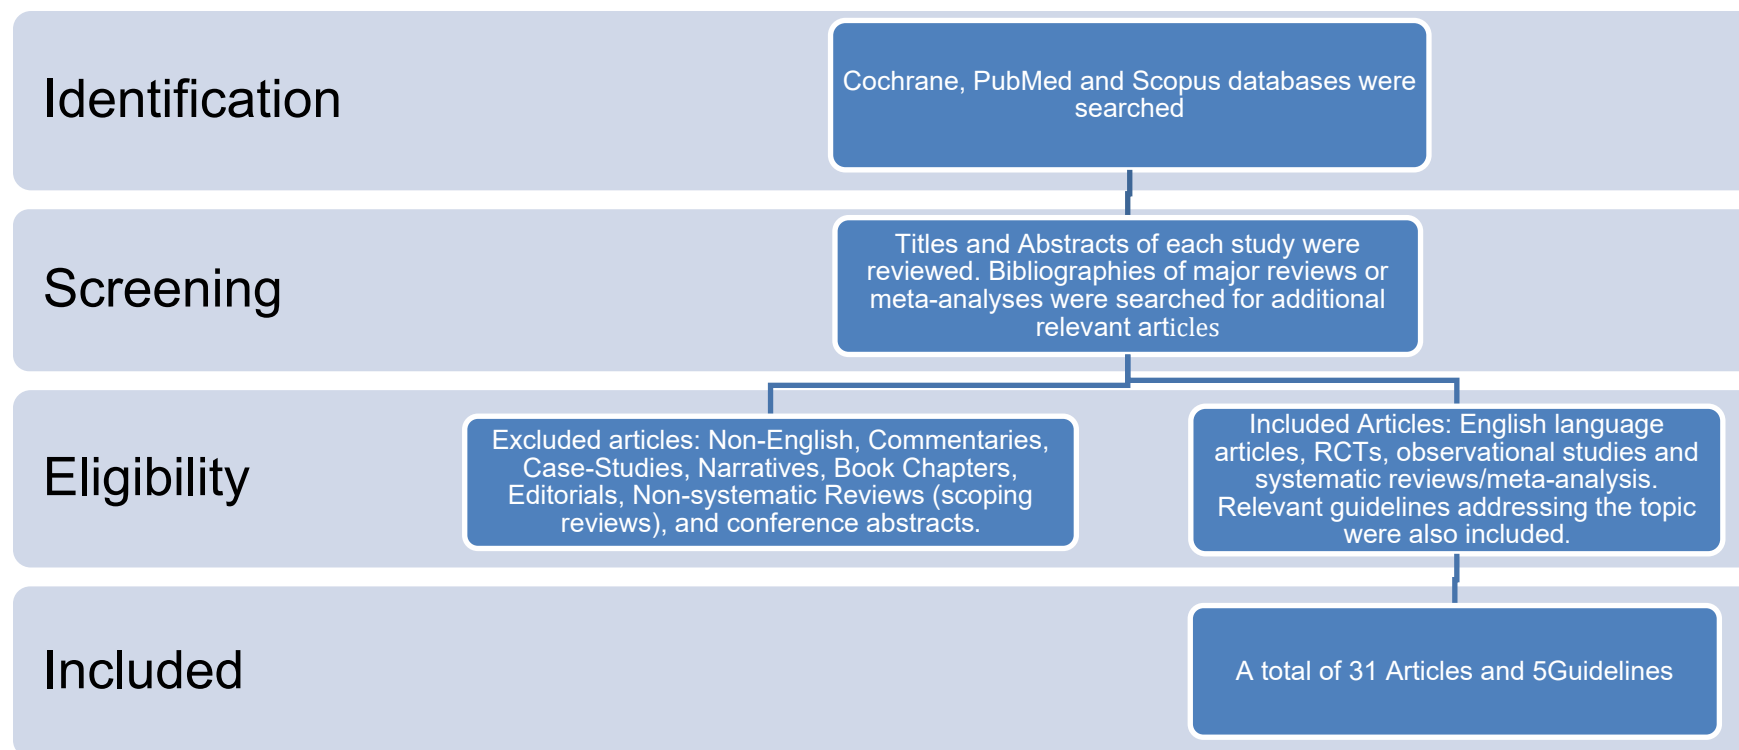 Identification
Cochrane, PubMed and Scopus databases were
searched
Screening
Titles and Abstracts of each study were
reviewed. Bibliographies of major reviews or
meta-analyses were searched for additional
relevant articles
Eligibility
Excluded articles: Non-English, Commentaries,
Case-Studies, Narratives, Book Chapters,
Editorials, Non-systematic Reviews (scoping
reviews), and conference abstracts.
Included Articles: English language
articles, RCTs, observational studies and
systematic reviews/meta-analysis.
Relevant guidelines addressing the topic
were also included.
Included
A total of 31 Articles and 5Guidelines